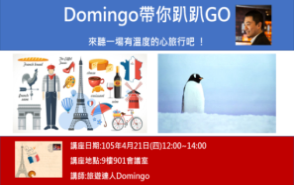 Domingo帶你趴趴GO
來聽一場有溫度的心旅行吧 !
講座日期:105年4月21日(四)12:00~14:00
講座地點:9樓901會議室
講師:旅遊達人Domingo